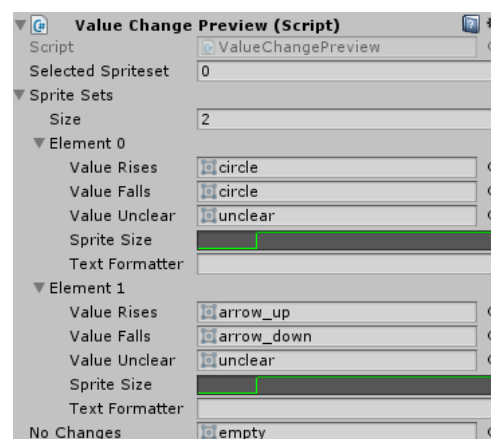 Value Change Preview (Script)
Script ValueChangePreview
Selected Spriteset 0
Sprite Sets
Size 2
Element 0
Value Rises circle
Value Falls circle
Value Unclear unclear
Sprite Size
Text Formatter
Element 1
Value Rises arrow_up
Value Falls arrow_down
Value Unclear unclear
Sprite Size
Text Formatter
No Changes empty